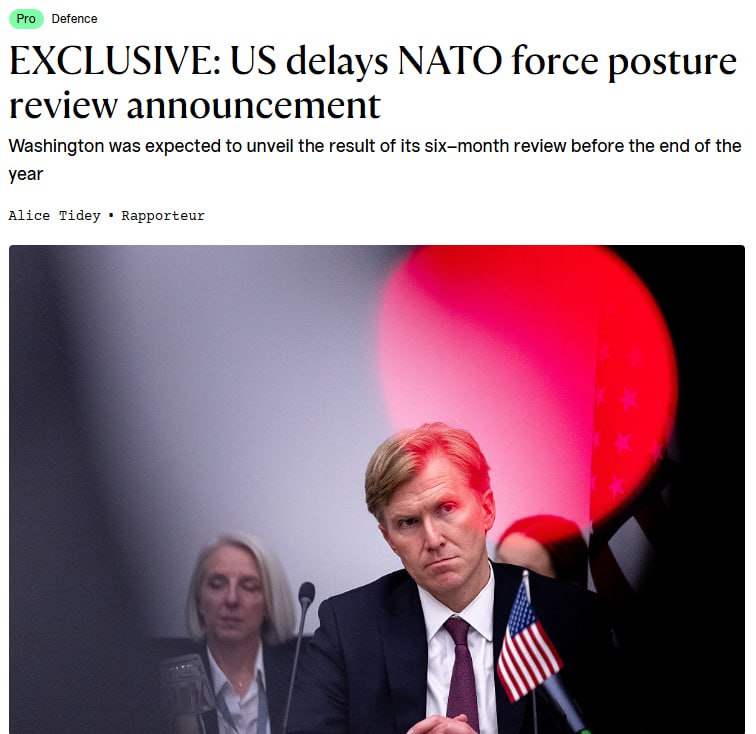 Pro Defence
EXCLUSIVE: US delays NATO force posture
review announcement
Washington was expected to unveil the result of its six–month review before the end of the
year
Alice Tidey • Rapporteur